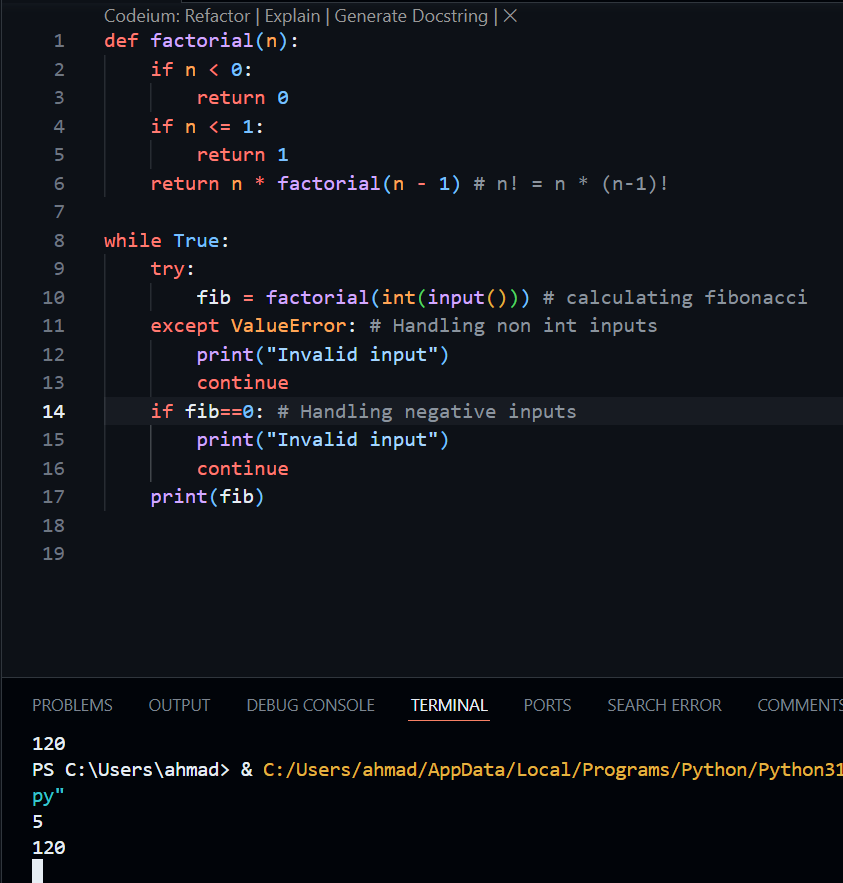 Codeium: Refactor | Explain | Generate Docstring | ×
1 def factorial(n):
2     if n < 0:
3         return 0
4     if n <= 1:
5         return 1
6     return n * factorial(n - 1) # n! = n * (n-1)!
7
8 while True:
9     try:
10         fib = factorial(int(input())) # calculating fibonacci
11     except ValueError: # Handling non int inputs
12         print("Invalid input")
13         continue
14     if fib==0: # Handling negative inputs
15         print("Invalid input")
16         continue
17     print(fib)
18
19
PROBLEMS OUTPUT DEBUG CONSOLE TERMINAL PORTS SEARCH ERROR COMMENTS
120
PS C:\Users\ahmad> & C:/Users/ahmad/AppData/Local/Programs/Python/Python31
py"
5
120